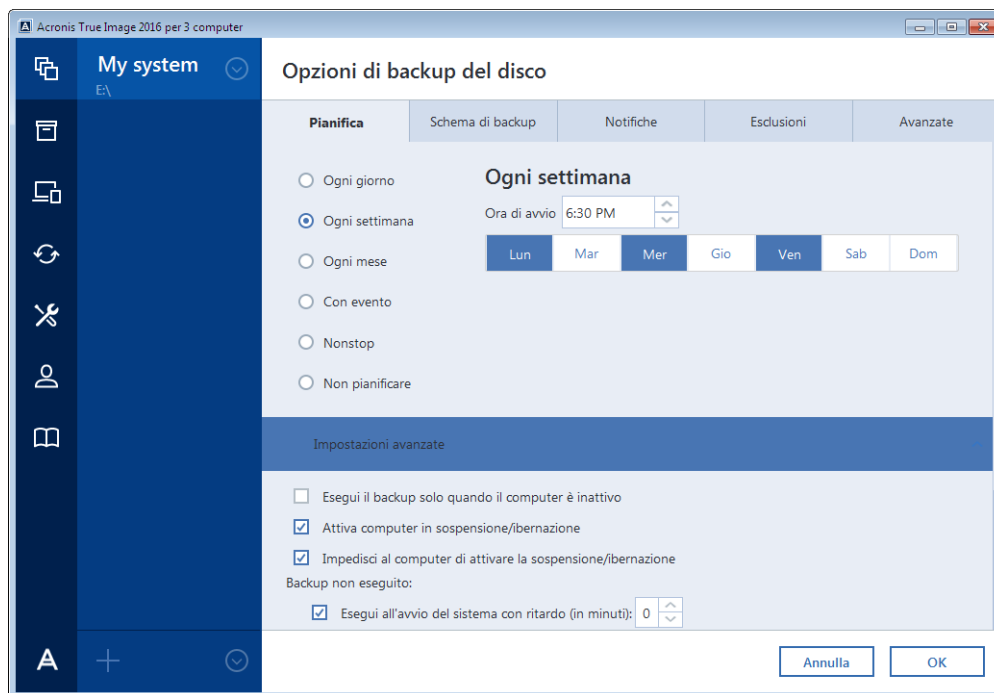 Acronis True Image 2016 per 3 computer
My system
E:\
Opzioni di backup del disco
Pianifica
Schema di backup
Notifiche
Esclusioni
Avanzate
Ogni giorno
Ogni settimana
Ogni mese
Con evento
Nonstop
Non pianificare
Ogni settimana
Ora di avvio 6:30 PM
Lun Mar Mer Gio Ven Sab Dom
Impostazioni avanzate
Esegui il backup solo quando il computer è inattivo
Attiva computer in sospensione/ibernazione
Impedisci al computer di attivare la sospensione/ibernazione
Backup non eseguito:
Esegui all'avvio del sistema con ritardo (in minuti): 0
Annulla
OK